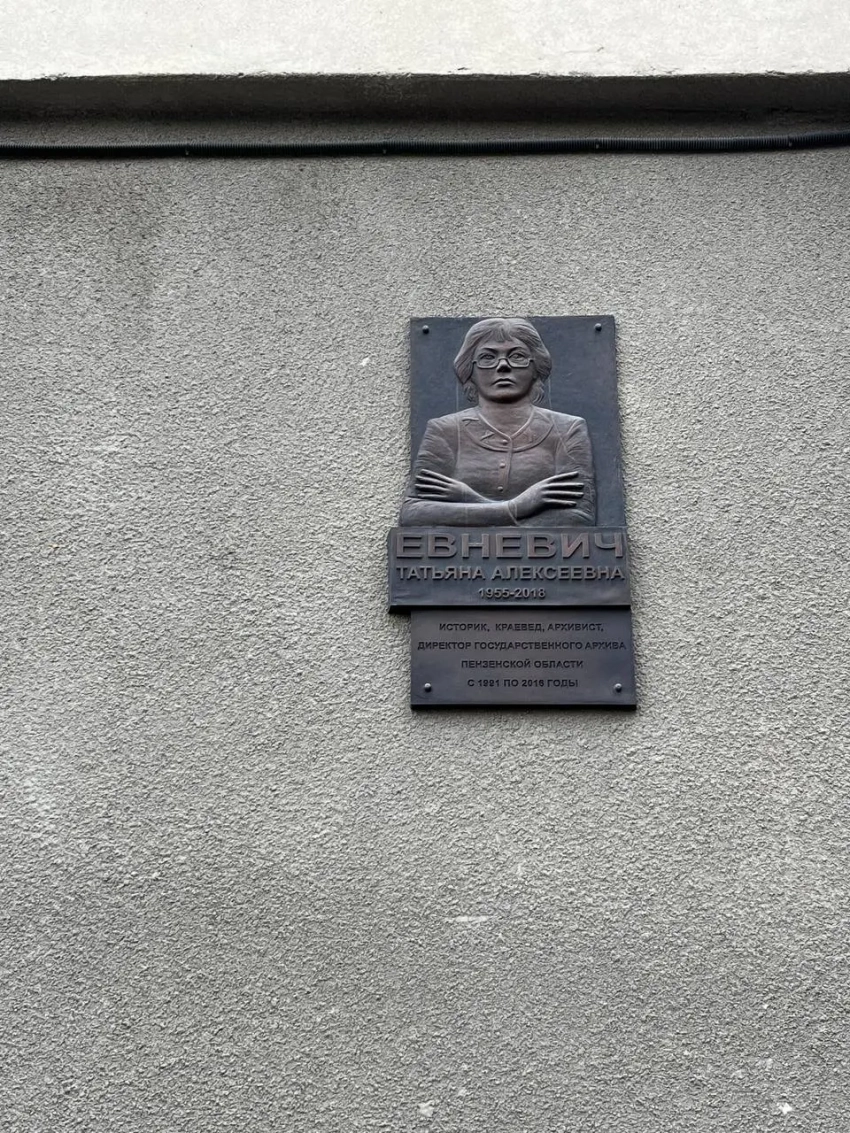 ЕВНЕВИЧ
ТАТЬЯНА АЛЕКСЕЕВНА
1955-2018
ИСТОРИК, КРАЕВЕД, АРХИВИСТ,
ДИРЕКТОР ГОСУДАРСТВЕННОГО АРХИВА
ПЕНЗЕНСКОЙ ОБЛАСТИ
С 1991 ПО 2016 ГОДЫ